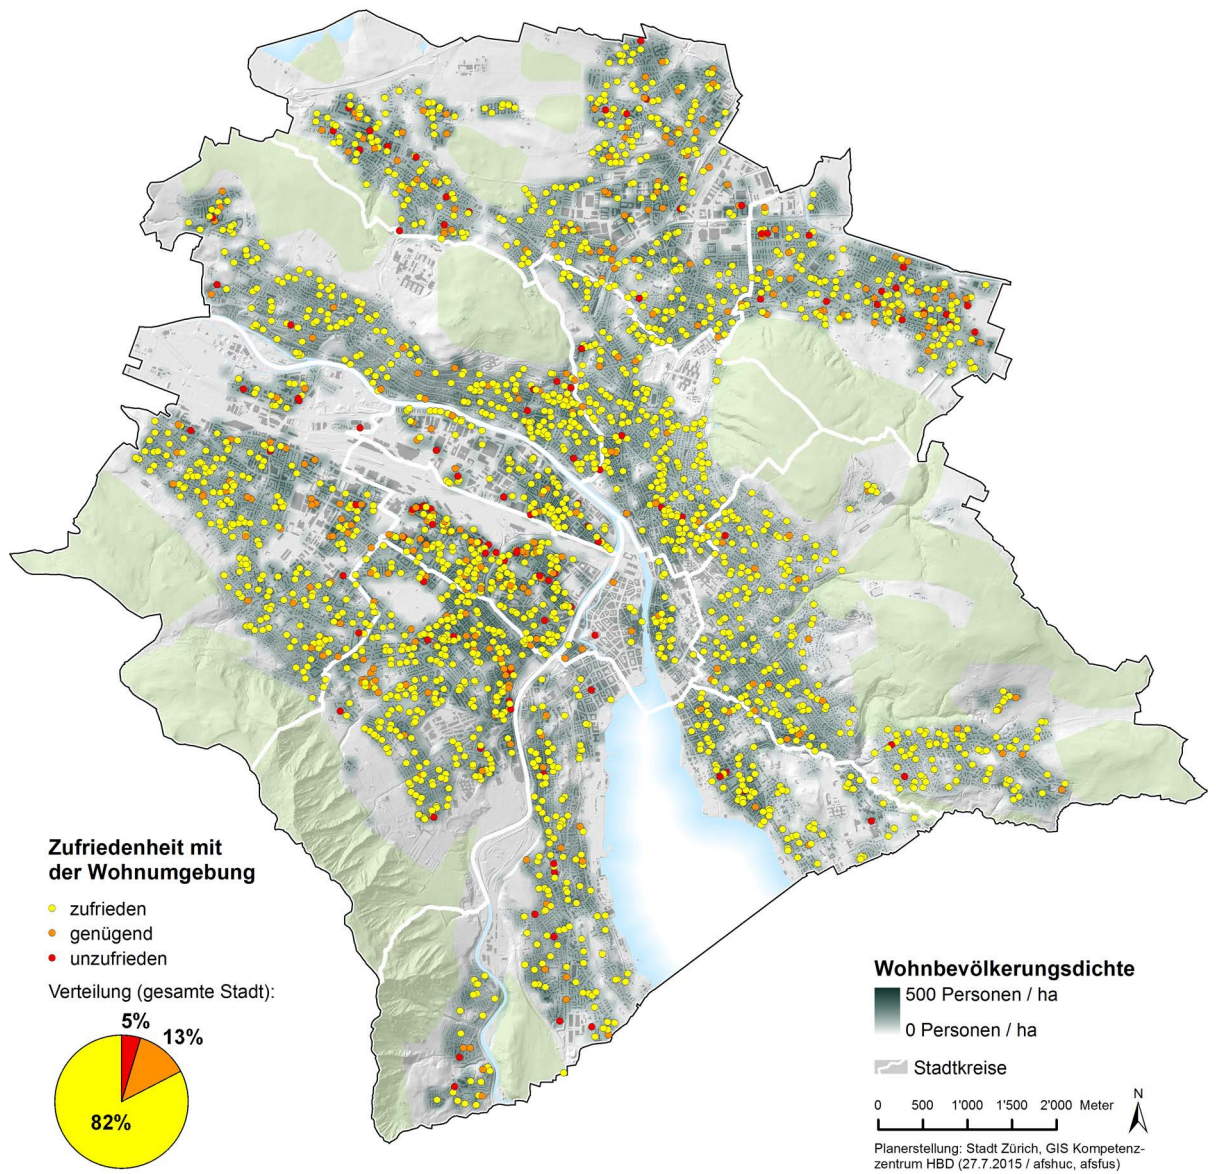 Zufriedenheit mit
der Wohnumgebung
zufrieden
genügend
unzufrieden
Verteilung (gesamte Stadt):
5%
13%
82%
Wohnbevölkerungsdichte
500 Personen / ha
0 Personen / ha
Stadtkreise
N
0 500 1'000 1'500 2'000 Meter
Planerstellung: Stadt Zürich, GIS Kompetenz-
zentrum HBD (27.7.2015 / afshuc, afsfus)